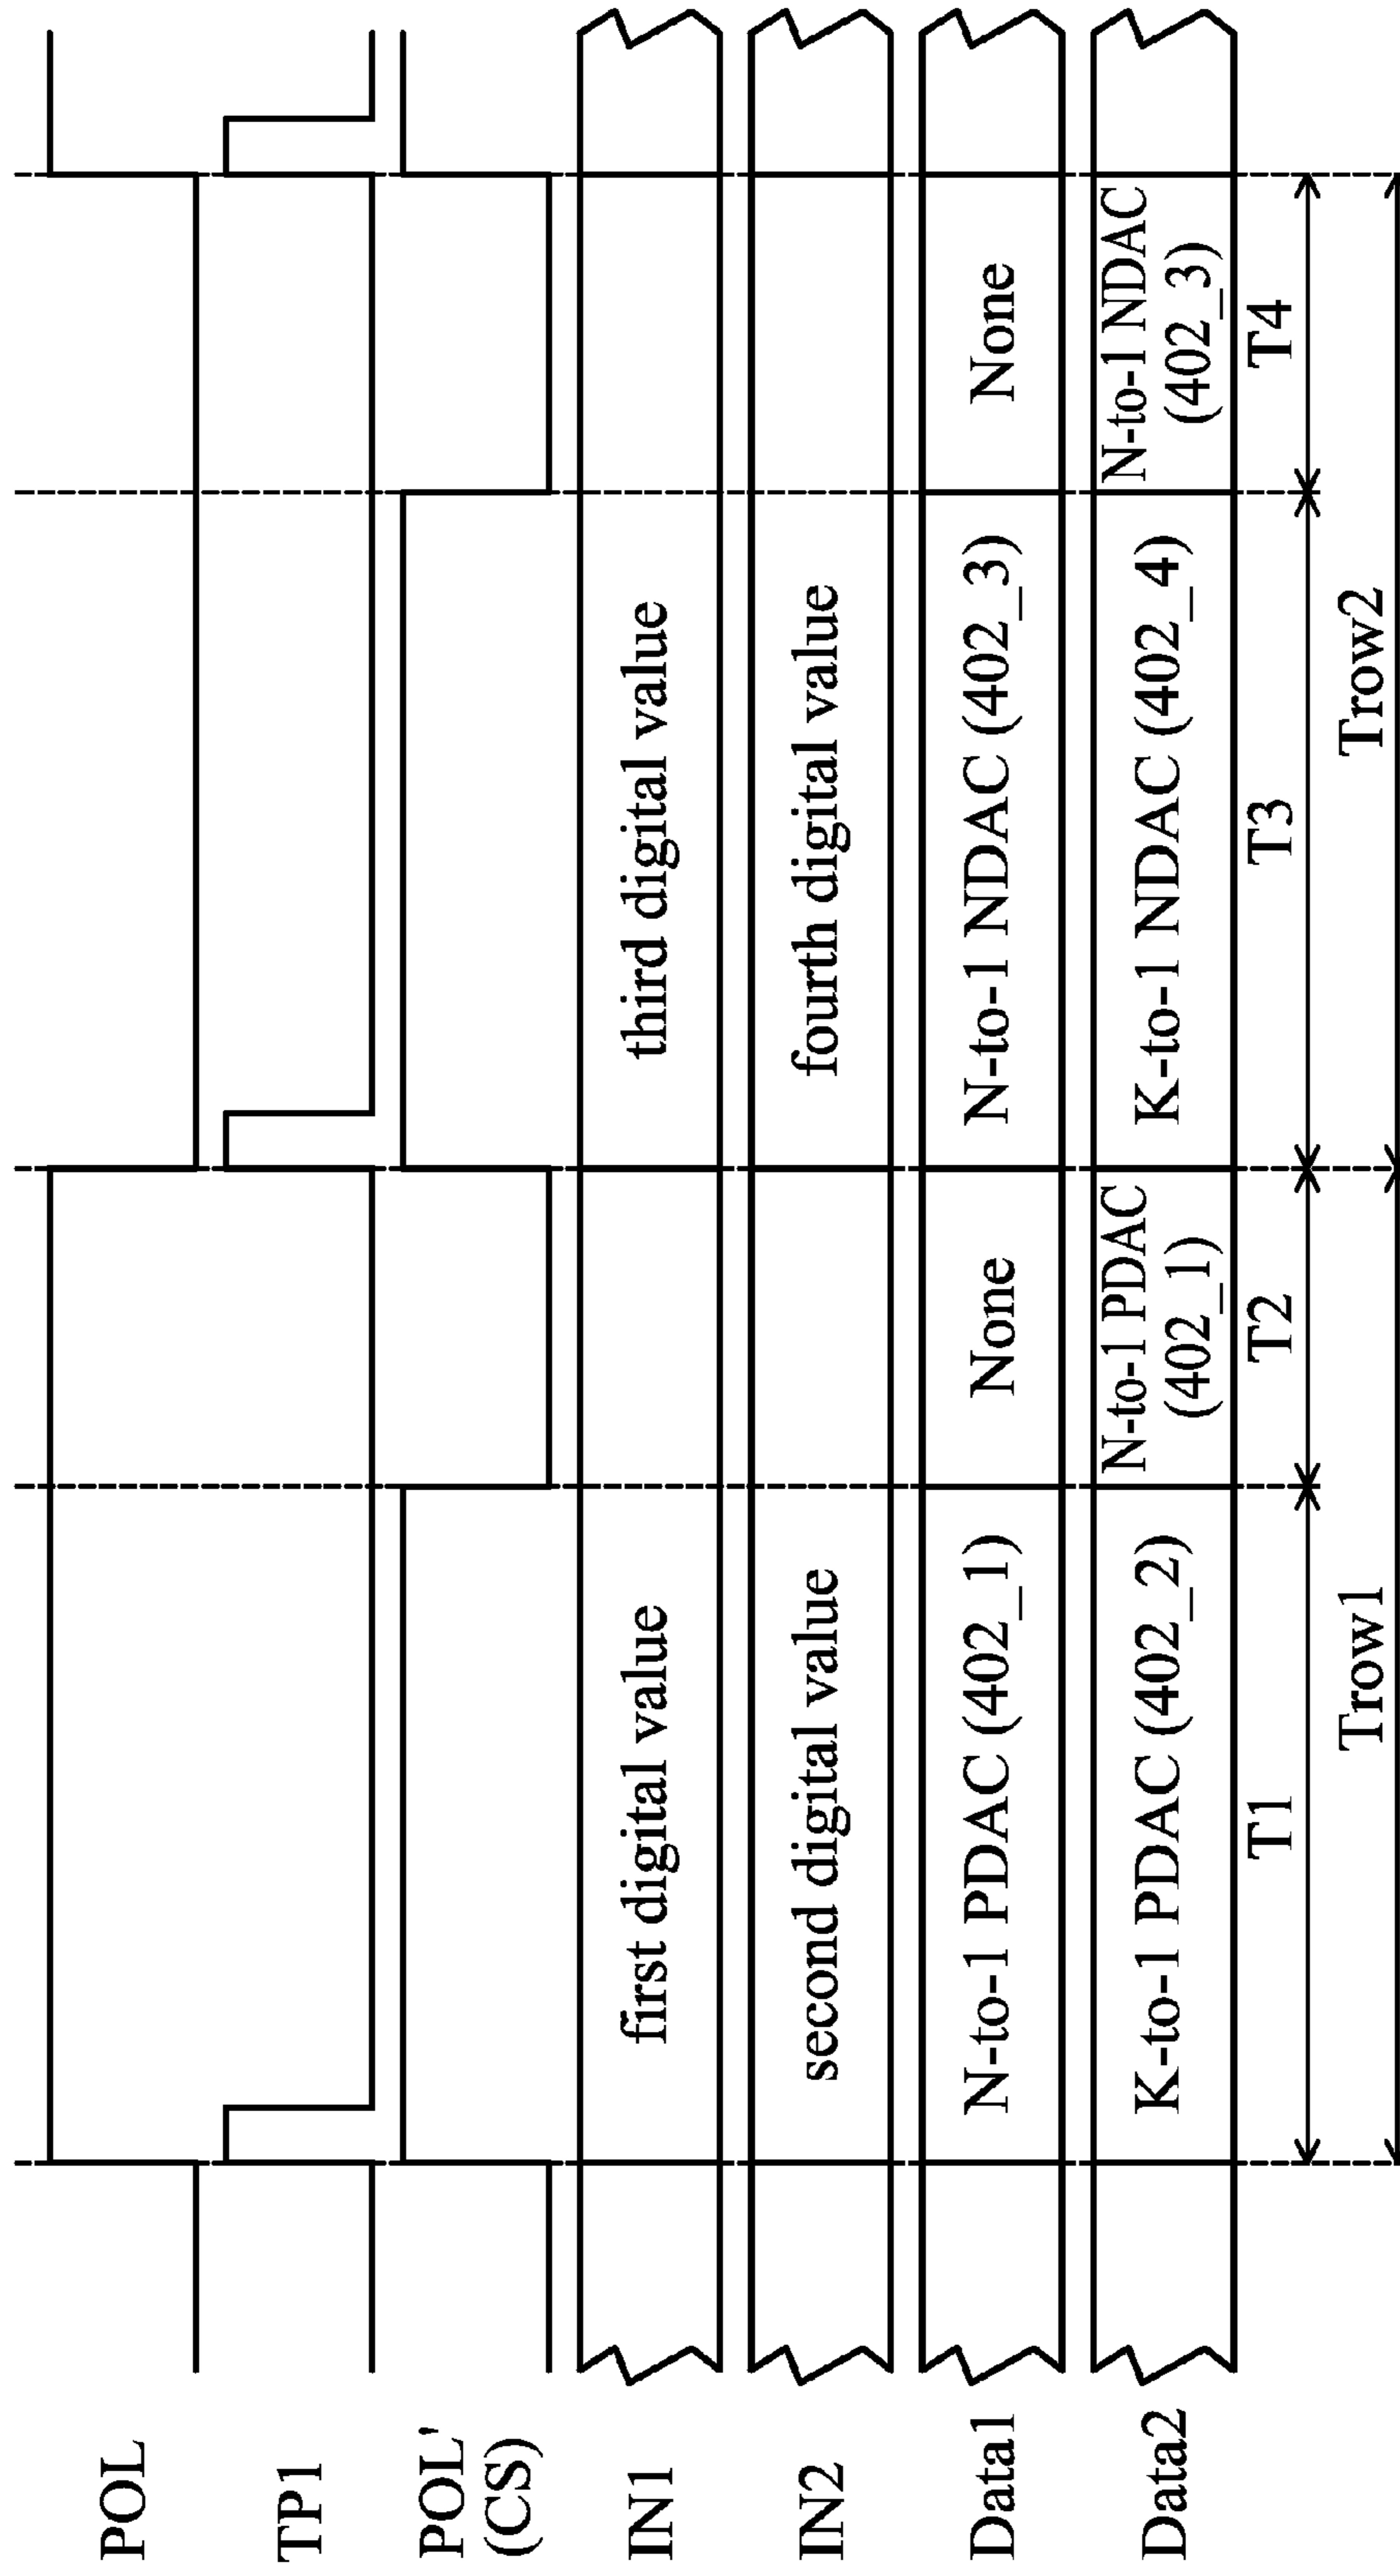 POL
TP1
POL'
(CS)
IN1
first digital value
third digital value
IN2
second digital value
fourth digital value
Data1
N-to-1 PDAC (402_1)
None
N-to-1 NDAC (402_3)
None
Data2
K-to-1 PDAC (402_2)
N-to-1 PDAC
(402_1)
K-to-1 NDAC (402_4)
N-to-1 NDAC
(402_3)
T1
T2
T3
T4
Trow1
Trow2